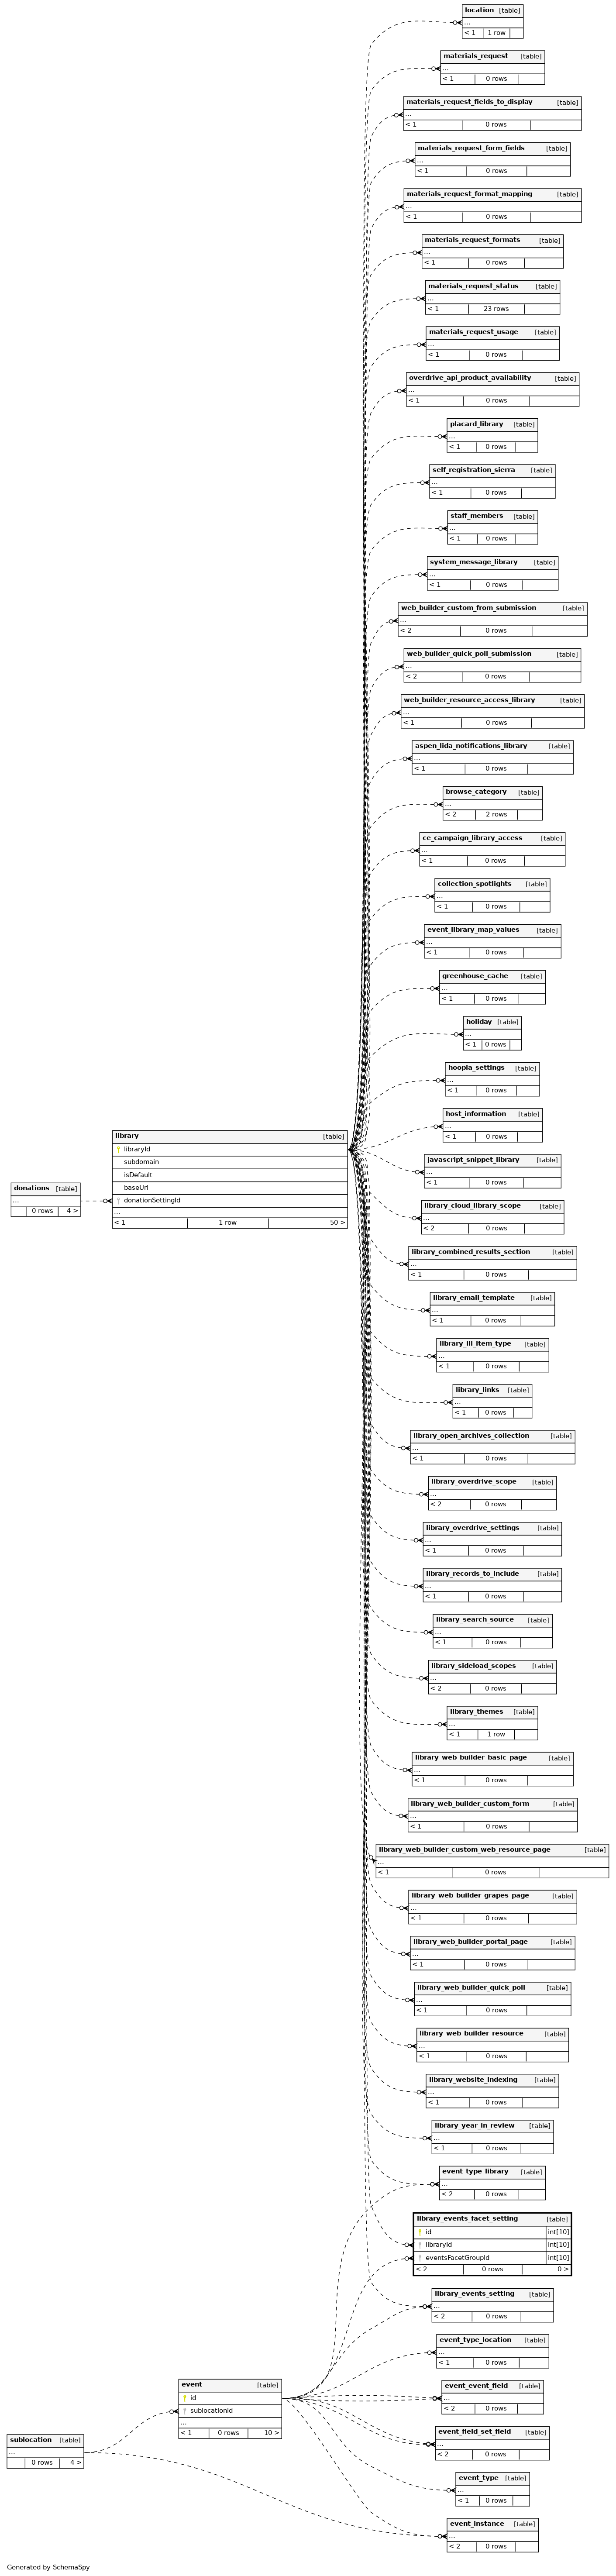 location [table]
...
< 1 1 row
materials_request [table]
...
< 1 0 rows
materials_request_fields_to_display [table]
...
< 1 0 rows
materials_request_form_fields [table]
...
< 1 0 rows
materials_request_format_mapping [table]
...
< 1 0 rows
materials_request_formats [table]
...
< 1 0 rows
materials_request_status [table]
...
< 1 23 rows
materials_request_usage [table]
...
< 1 0 rows
overdrive_api_product_availability [table]
...
< 1 0 rows
placard_library [table]
...
< 1 0 rows
self_registration_sierra [table]
...
< 1 0 rows
staff_members [table]
...
< 1 0 rows
system_message_library [table]
...
< 1 0 rows
web_builder_custom_from_submission [table]
...
< 2 0 rows
web_builder_quick_poll_submission [table]
...
< 2 0 rows
web_builder_resource_access_library [table]
...
< 1 0 rows
aspen_lida_notifications_library [table]
...
< 1 0 rows
browse_category [table]
...
< 2 2 rows
ce_campaign_library_access [table]
...
< 1 0 rows
collection_spotlights [table]
...
< 1 0 rows
event_library_map_values [table]
...
< 1 0 rows
greenhouse_cache [table]
...
< 1 0 rows
holiday [table]
...
< 1 0 rows
hoopla_settings [table]
...
< 1 0 rows
host_information [table]
...
< 1 0 rows
library [table]
libraryId
subdomain
isDefault
baseUrl
donationSettingId
...
< 1 1 row 50 >
donations [table]
...
0 rows 4 >
javascript_snippet_library [table]
...
< 1 0 rows
library_cloud_library_scope [table]
...
< 2 0 rows
library_combined_results_section [table]
...
< 1 0 rows
library_email_template [table]
...
< 1 0 rows
library_ill_item_type [table]
...
< 1 0 rows
library_links [table]
...
< 1 0 rows
library_open_archives_collection [table]
...
< 1 0 rows
library_overdrive_scope [table]
...
< 2 0 rows
library_overdrive_settings [table]
...
< 1 0 rows
library_records_to_include [table]
...
< 1 0 rows
library_search_source [table]
...
< 1 0 rows
library_sideload_scopes [table]
...
< 2 0 rows
library_themes [table]
...
< 1 1 row
library_web_builder_basic_page [table]
...
< 1 0 rows
library_web_builder_custom_form [table]
...
< 1 0 rows
library_web_builder_custom_web_resource_page [table]
...
< 1 0 rows
library_web_builder_grapes_page [table]
...
< 1 0 rows
library_web_builder_portal_page [table]
...
< 1 0 rows
library_web_builder_quick_poll [table]
...
< 1 0 rows
library_web_builder_resource [table]
...
< 1 0 rows
library_website_indexing [table]
...
< 1 0 rows
library_year_in_review [table]
...
< 1 0 rows
event_type_library [table]
...
< 2 0 rows
library_events_facet_setting [table]
id int[10]
libraryId int[10]
eventsFacetGroupId int[10]
< 2 0 rows 0 >
library_events_setting [table]
...
< 2 0 rows
event_type_location [table]
...
< 1 0 rows
event [table]
id
sublocationId
...
< 1 0 rows 10 >
event_event_field [table]
...
< 2 0 rows
event_field_set_field [table]
...
< 2 0 rows
sublocation [table]
...
0 rows 4 >
event_type [table]
...
< 1 0 rows
event_instance [table]
...
< 2 0 rows
Generated by SchemaSpy